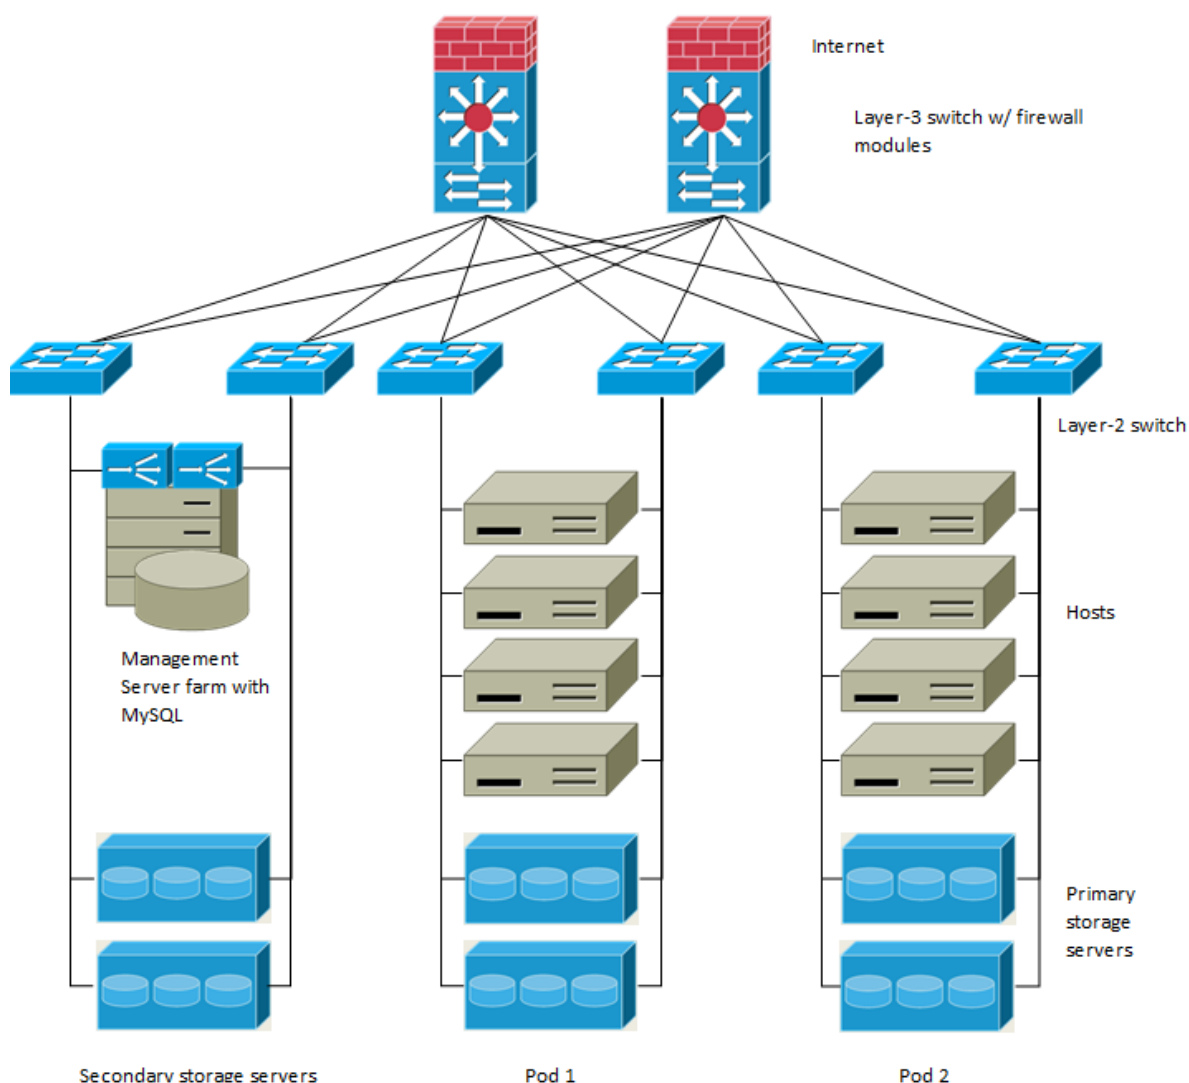 Internet
Layer-3 switch w/ firewall
modules
Layer-2 switch
Hosts
Management
Server farm with
MySQL
Primary
storage
servers
Secondary storage servers
Pod 1
Pod 2